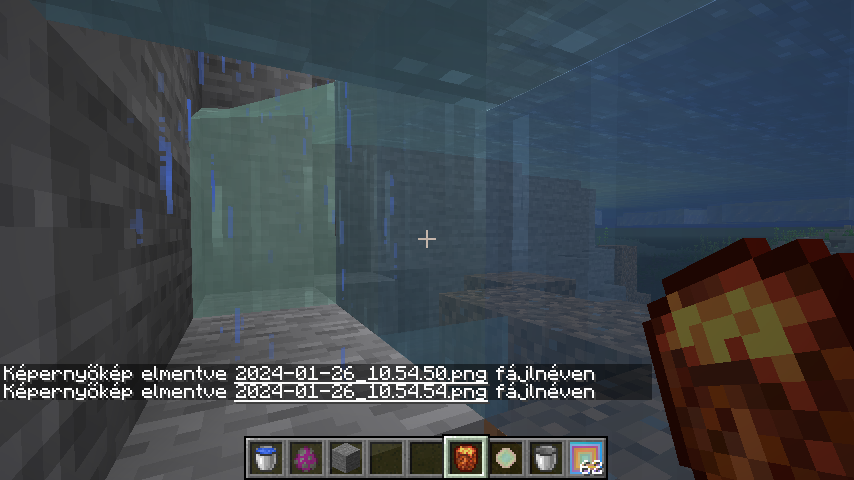 Képernyőkép elmentve 2024-01-26_10.54.50.png fájlnéven
Képernyőkép elmentve 2024-01-26_10.54.54.png fájlnéven
62